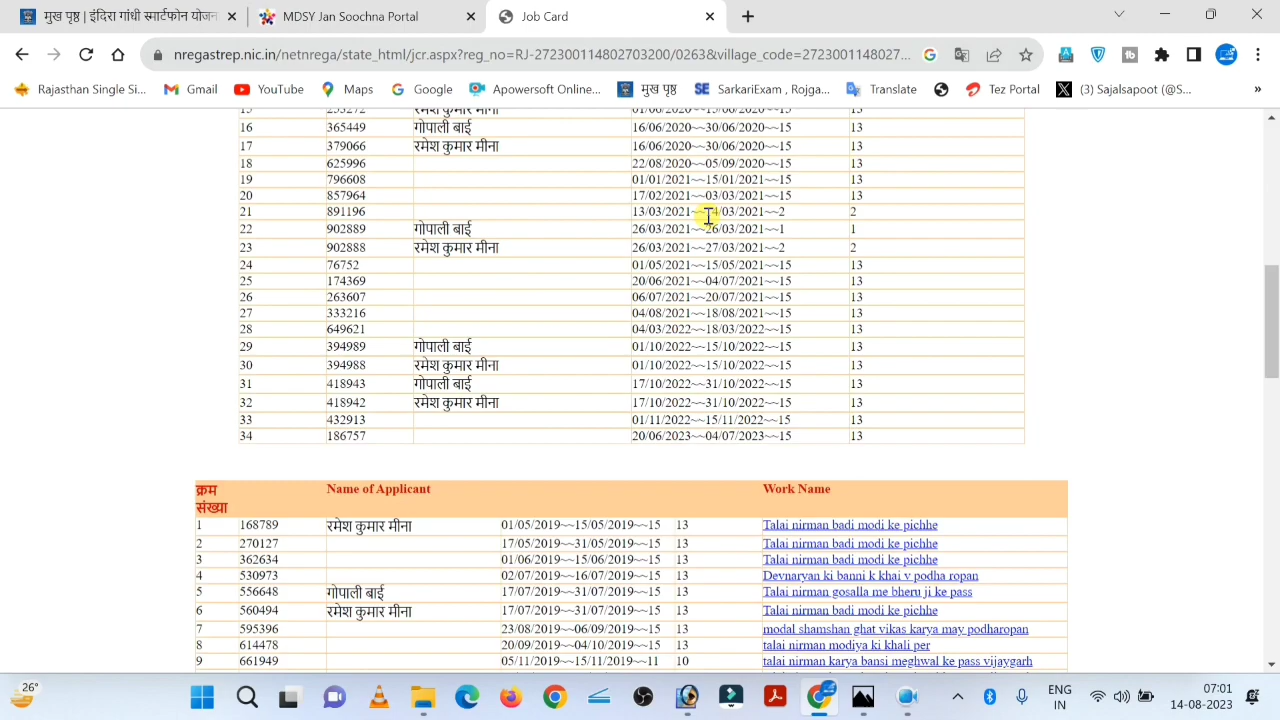 मुख पृष्ठ | इंदिरा गांधी स्मार्टफोन योजन
MDSY Jan Soochna Portal
Job Card
nregastrep.nic.in/netnrega/state_html/jcr.aspx?reg_no=RJ-272300114802703200/0263&village_code=2723001148027...
Rajasthan Single Si...
Gmail
YouTube
Maps
Google
Apowersoft Online...
मुख पृष्ठ
SarkariExam , Rojga...
Translate
Tez Portal
(3) Sajalsapoot (@S...
»
15 293272 रमेश कुमार मीना 01/06/2020~~15/06/2020~~15 13
16 365449 गोपाली बाई 16/06/2020~~30/06/2020~~15 13
17 379066 रमेश कुमार मीना 16/06/2020~~30/06/2020~~15 13
18 625996 22/08/2020~~05/09/2020~~15 13
19 796608 01/01/2021~~15/01/2021~~15 13
20 857964 17/02/2021~~03/03/2021~~15 13
21 891196 13/03/2021~~14/03/2021~~2 2
22 902889 गोपाली बाई 26/03/2021~~26/03/2021~~1 1
23 902888 रमेश कुमार मीना 26/03/2021~~27/03/2021~~2 2
24 76752 01/05/2021~~15/05/2021~~15 13
25 174369 20/06/2021~~04/07/2021~~15 13
26 263607 06/07/2021~~20/07/2021~~15 13
27 333216 04/08/2021~~18/08/2021~~15 13
28 649621 04/03/2022~~18/03/2022~~15 13
29 394989 गोपाली बाई 01/10/2022~~15/10/2022~~15 13
30 394988 रमेश कुमार मीना 01/10/2022~~15/10/2022~~15 13
31 418943 गोपाली बाई 17/10/2022~~31/10/2022~~15 13
32 418942 रमेश कुमार मीना 17/10/2022~~31/10/2022~~15 13
33 432913 01/11/2022~~15/11/2022~~15 13
34 186757 20/06/2023~~04/07/2023~~15 13
क्रम Name of Applicant Work Name
संख्या
1 168789 रमेश कुमार मीना 01/05/2019~~15/05/2019~~15 13 Talai nirman badi modi ke pichhe
2 270127 17/05/2019~~31/05/2019~~15 13 Talai nirman badi modi ke pichhe
3 362634 01/06/2019~~15/06/2019~~15 13 Talai nirman badi modi ke pichhe
4 530973 02/07/2019~~16/07/2019~~15 13 Devnaryan ki banni k khai v podha ropan
5 556648 गोपाली बाई 17/07/2019~~31/07/2019~~15 13 Talai nirman gosalla me bheru ji ke pass
6 560494 रमेश कुमार मीना 17/07/2019~~31/07/2019~~15 13 Talai nirman badi modi ke pichhe
7 595396 23/08/2019~~06/09/2019~~15 13 modal shamshan ghat vikas karya may podharopan
8 614478 20/09/2019~~04/10/2019~~15 13 talai nirman modiya ki khali per
9 661949 05/11/2019~~15/11/2019~~11 10 talai nirman karya bansi meghwal ke pass vijaygarh
26°
ENG
IN
07:01
14-08-2023